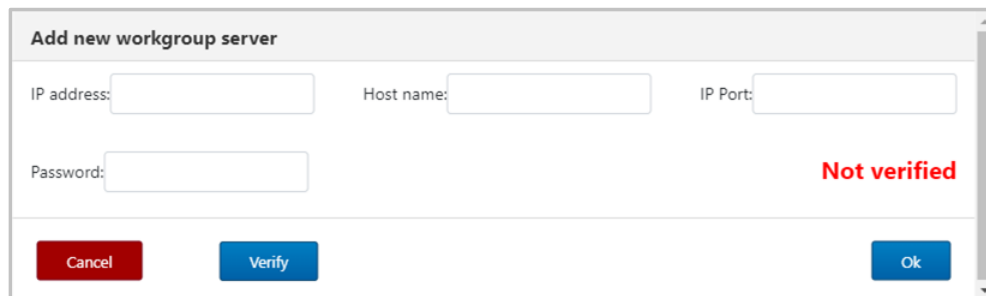 Add new workgroup server
IP address: Host name: IP Port:
Password: Not verified
Cancel Verify Ok